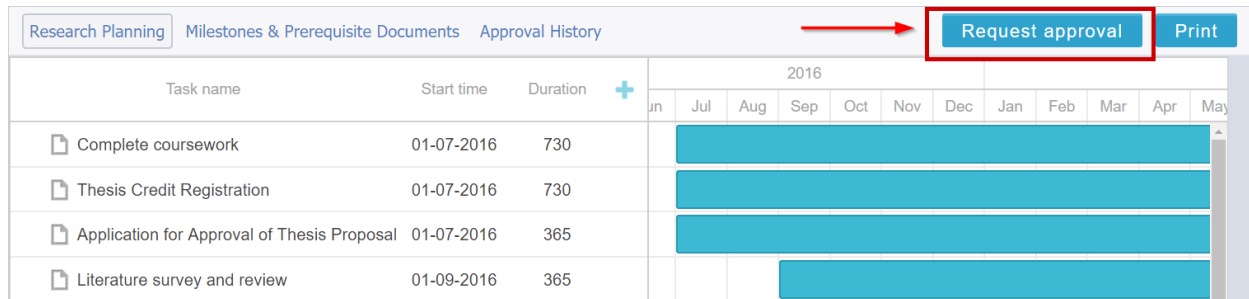 Research Planning Milestones & Prerequisite Documents Approval History Request approval Print
2016
Task name Start time Duration
un Jul Aug Sep Oct Nov Dec Jan Feb Mar Apr May
Complete coursework 01-07-2016 730
Thesis Credit Registration 01-07-2016 730
Application for Approval of Thesis Proposal 01-07-2016 365
Literature survey and review 01-09-2016 365